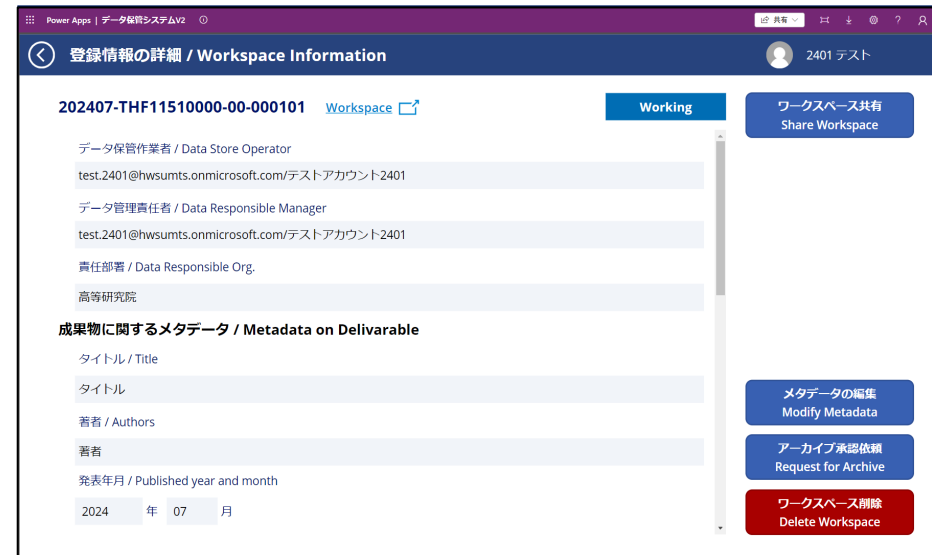 Power Apps | データ保管システムV2
共有
登録情報の詳細 / Workspace Information
2401 テスト
202407-THF11510000-00-000101 Workspace
Working
ワークスペース共有
Share Workspace
データ保管作業者 / Data Store Operator
test.2401@hwsumts.onmicrosoft.com/テストアカウント2401
データ管理責任者 / Data Responsible Manager
test.2401@hwsumts.onmicrosoft.com/テストアカウント2401
責任部署 / Data Responsible Org.
高等研究院
成果物に関するメタデータ / Metadata on Delivarable
タイトル / Title
タイトル
著者 / Authors
著者
発表年月 / Published year and month
2024 年 07 月
メタデータの編集
Modify Metadata
アーカイブ承認依頼
Request for Archive
ワークスペース削除
Delete Workspace